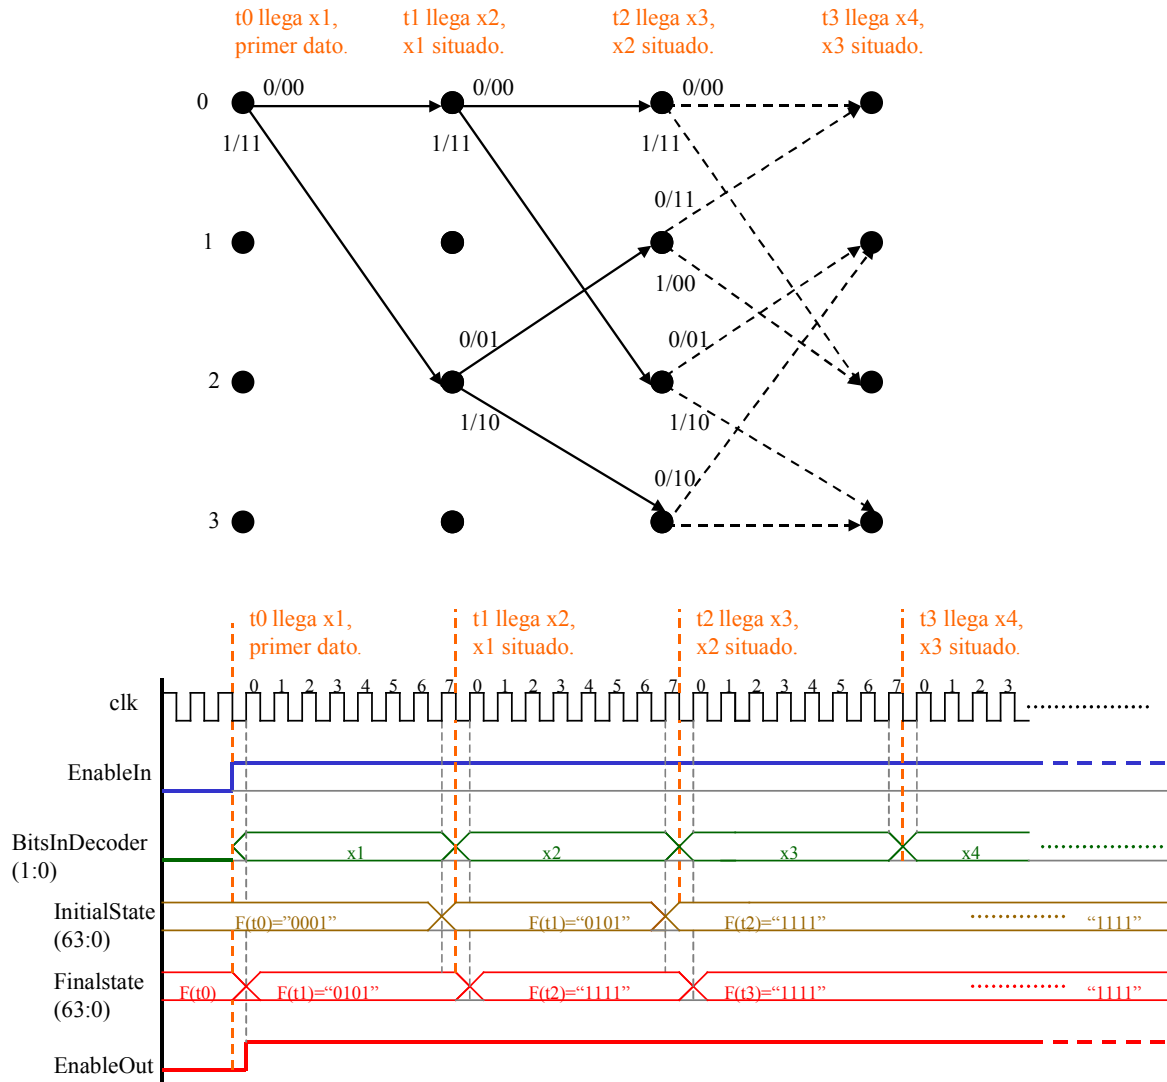 t0 llega x1,
primer dato.
t1 llega x2,
x1 situado.
t2 llega x3,
x2 situado.
t3 llega x4,
x3 situado.
0
0/00
0/00
0/00
1/11
1/11
1/11
0/11
1
1/00
0/01
0/01
2
1/10
1/10
0/10
3
t0 llega x1,
primer dato.
t1 llega x2,
x1 situado.
t2 llega x3,
x2 situado.
t3 llega x4,
x3 situado.
clk
0 1 2 3 4 5 6 7 0 1 2 3 4 5 6 7 0 1 2 3 4 5 6 7 0 1 2 3
EnableIn
BitsInDecoder
(1:0)
x1
x2
x3
x4
InitialState
(63:0)
F(t0)=”0001”
F(t1)=”0101”
F(t2)=“1111”
“1111”
Finalstate
(63:0)
F(t0)
F(t1)=“0101”
F(t2)=“1111”
F(t3)=“1111”
“1111”
EnableOut